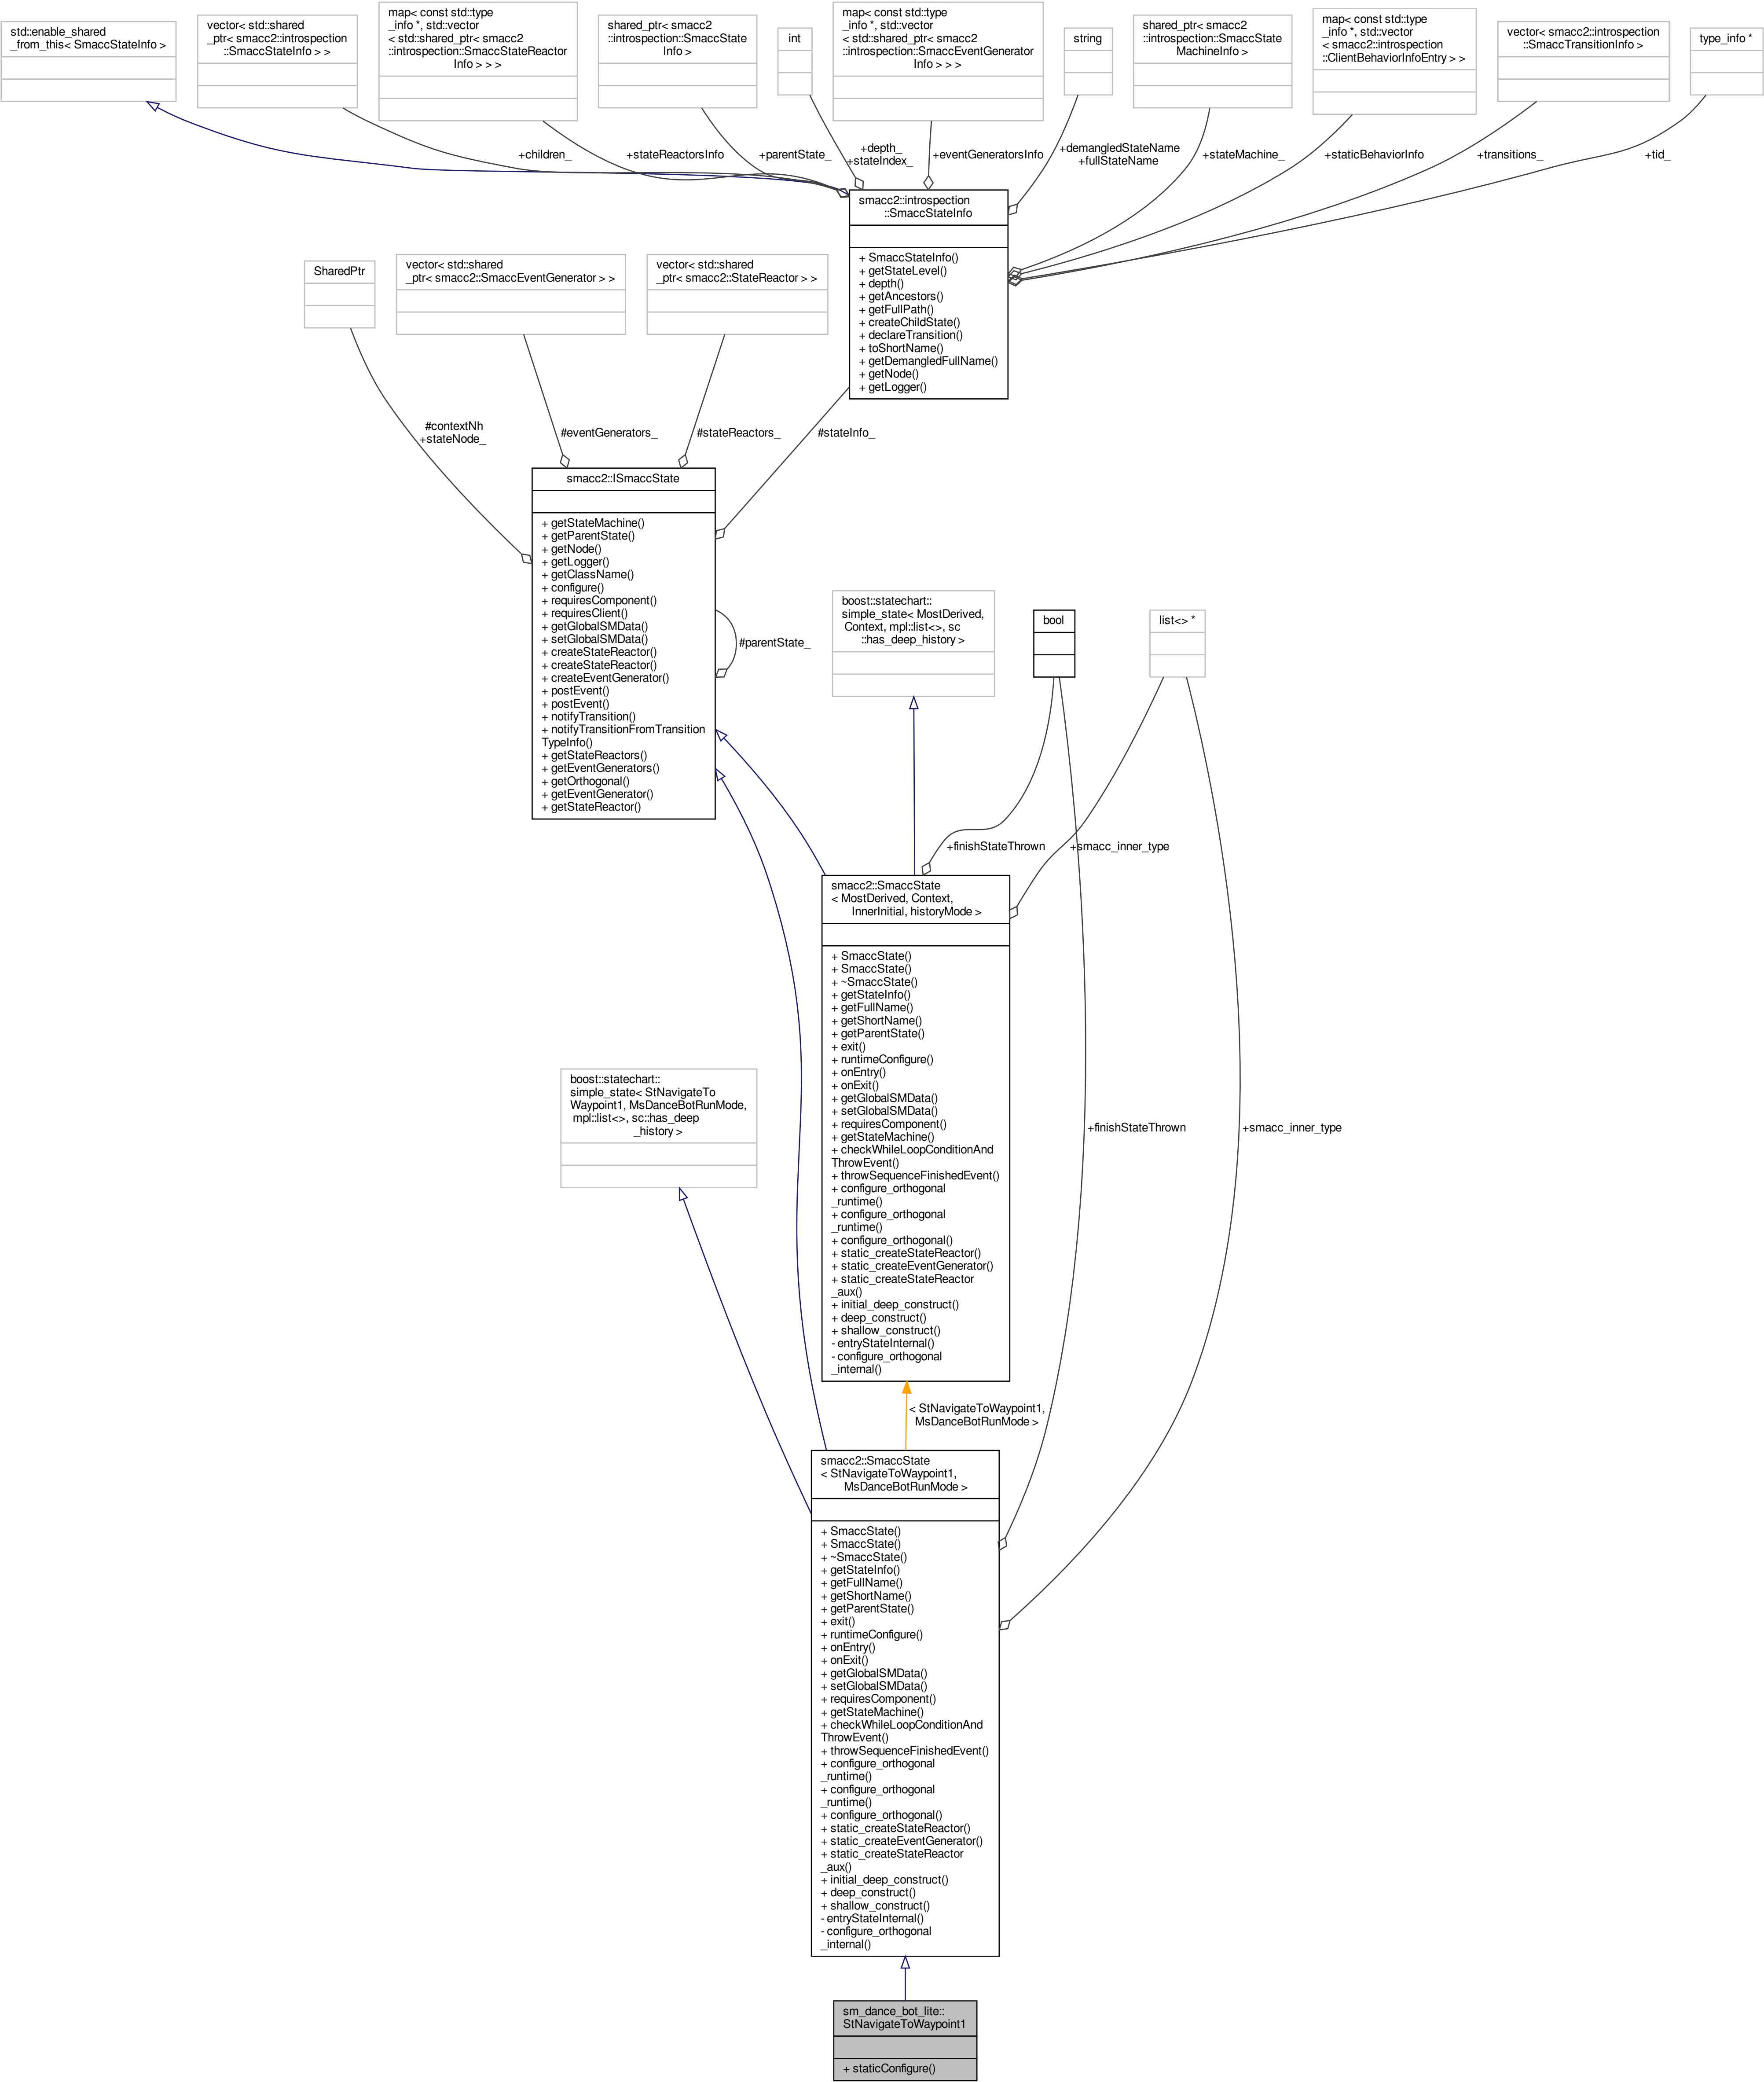 std::enable_shared
_from_this< SmaccStateInfo >
vector< std::shared
_ptr< smacc2::introspection
::SmaccStateInfo > >
map< const std::type
_info *, std::vector
< std::shared_ptr< smacc2
::introspection::SmaccStateReactor
Info > > >
shared_ptr< smacc2
::introspection::SmaccState
Info >
int
map< const std::type
_info *, std::vector
< std::shared_ptr< smacc2
::introspection::SmaccEventGenerator
Info > > >
string
shared_ptr< smacc2
::introspection::SmaccState
MachineInfo >
map< const std::type
_info *, std::vector
< smacc2::introspection
::ClientBehaviorInfoEntry > >
vector< smacc2::introspection
::SmaccTransitionInfo >
type_info *
+children_
+stateReactorsInfo
+parentState_
+depth_
+stateIndex_
+eventGeneratorsInfo
+demangledStateName
+fullStateName
+stateMachine_
+staticBehaviorInfo
+transitions_
+tid_
smacc2::introspection
::SmaccStateInfo
+ SmaccStateInfo()
+ getStateLevel()
+ depth()
+ getAncestors()
+ getFullPath()
+ createChildState()
+ declareTransition()
+ toShortName()
+ getDemangledFullName()
+ getNode()
+ getLogger()
SharedPtr
vector< std::shared
_ptr< smacc2::SmaccEventGenerator > >
vector< std::shared
_ptr< smacc2::StateReactor > >
#contextNh
+stateNode_
#eventGenerators_
#stateReactors_
#stateInfo_
smacc2::ISmaccState
+ getStateMachine()
+ getParentState()
+ getNode()
+ getLogger()
+ getClassName()
+ configure()
+ requiresComponent()
+ requiresClient()
+ getGlobalSMData()
+ setGlobalSMData()
+ createStateReactor()
+ createStateReactor()
+ createEventGenerator()
+ postEvent()
+ postEvent()
+ notifyTransition()
+ notifyTransitionFromTransition
TypeInfo()
+ getStateReactors()
+ getEventGenerators()
+ getOrthogonal()
+ getEventGenerator()
+ getStateReactor()
#parentState_
boost::statechart::
simple_state< MostDerived,
Context, mpl::list<>, sc
::has_deep_history >
bool
list<> *
+finishStateThrown
+smacc_inner_type
smacc2::SmaccState
< MostDerived, Context,
InnerInitial, historyMode >
+ SmaccState()
+ SmaccState()
+ ~SmaccState()
+ getStateInfo()
+ getFullName()
+ getShortName()
+ getParentState()
+ exit()
+ runtimeConfigure()
+ onEntry()
+ onExit()
+ getGlobalSMData()
+ setGlobalSMData()
+ requiresComponent()
+ getStateMachine()
+ checkWhileLoopConditionAnd
ThrowEvent()
+ throwSequenceFinishedEvent()
+ configure_orthogonal
_runtime()
+ configure_orthogonal
_runtime()
+ configure_orthogonal()
+ static_createStateReactor()
+ static_createEventGenerator()
+ static_createStateReactor
_aux()
+ initial_deep_construct()
+ deep_construct()
+ shallow_construct()
- entryStateInternal()
- configure_orthogonal
_internal()
boost::statechart::
simple_state< StNavigateTo
Waypoint1, MsDanceBotRunMode,
mpl::list<>, sc::has_deep
_history >
+finishStateThrown
+smacc_inner_type
< StNavigateToWaypoint1,
MsDanceBotRunMode >
smacc2::SmaccState
< StNavigateToWaypoint1,
MsDanceBotRunMode >
+ SmaccState()
+ SmaccState()
+ ~SmaccState()
+ getStateInfo()
+ getFullName()
+ getShortName()
+ getParentState()
+ exit()
+ runtimeConfigure()
+ onEntry()
+ onExit()
+ getGlobalSMData()
+ setGlobalSMData()
+ requiresComponent()
+ getStateMachine()
+ checkWhileLoopConditionAnd
ThrowEvent()
+ throwSequenceFinishedEvent()
+ configure_orthogonal
_runtime()
+ configure_orthogonal
_runtime()
+ configure_orthogonal()
+ static_createStateReactor()
+ static_createEventGenerator()
+ static_createStateReactor
_aux()
+ initial_deep_construct()
+ deep_construct()
+ shallow_construct()
- entryStateInternal()
- configure_orthogonal
_internal()
sm_dance_bot_lite::
StNavigateToWaypoint1
+ staticConfigure()